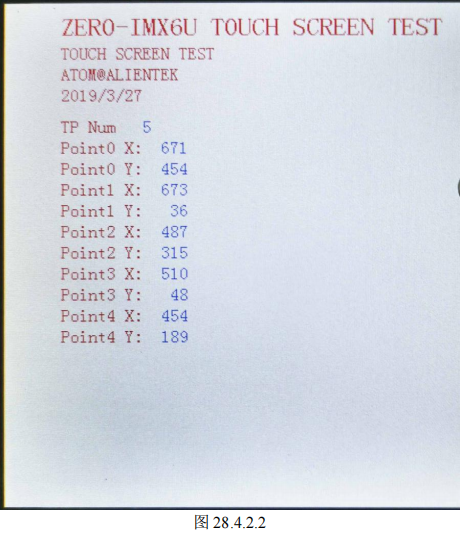 ZERO-IMX6U TOUCH SCREEN TEST
TOUCH SCREEN TEST
ATOM@ALIENTEK
2019/3/27
TP Num 5
Point0 X: 671
Point0 Y: 454
Point1 X: 673
Point1 Y: 36
Point2 X: 487
Point2 Y: 315
Point3 X: 510
Point3 Y: 48
Point4 X: 454
Point4 Y: 189
图 28.4.2.2